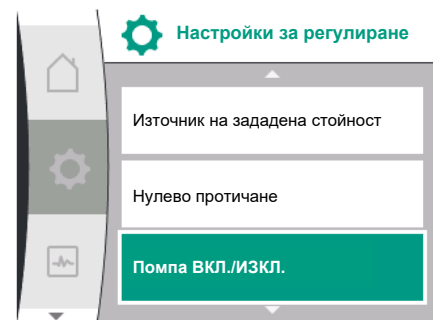 Настройки за регулиране
Източник на зададена стойност
Нулево протичане
Помпа ВКЛ./ИЗКЛ.